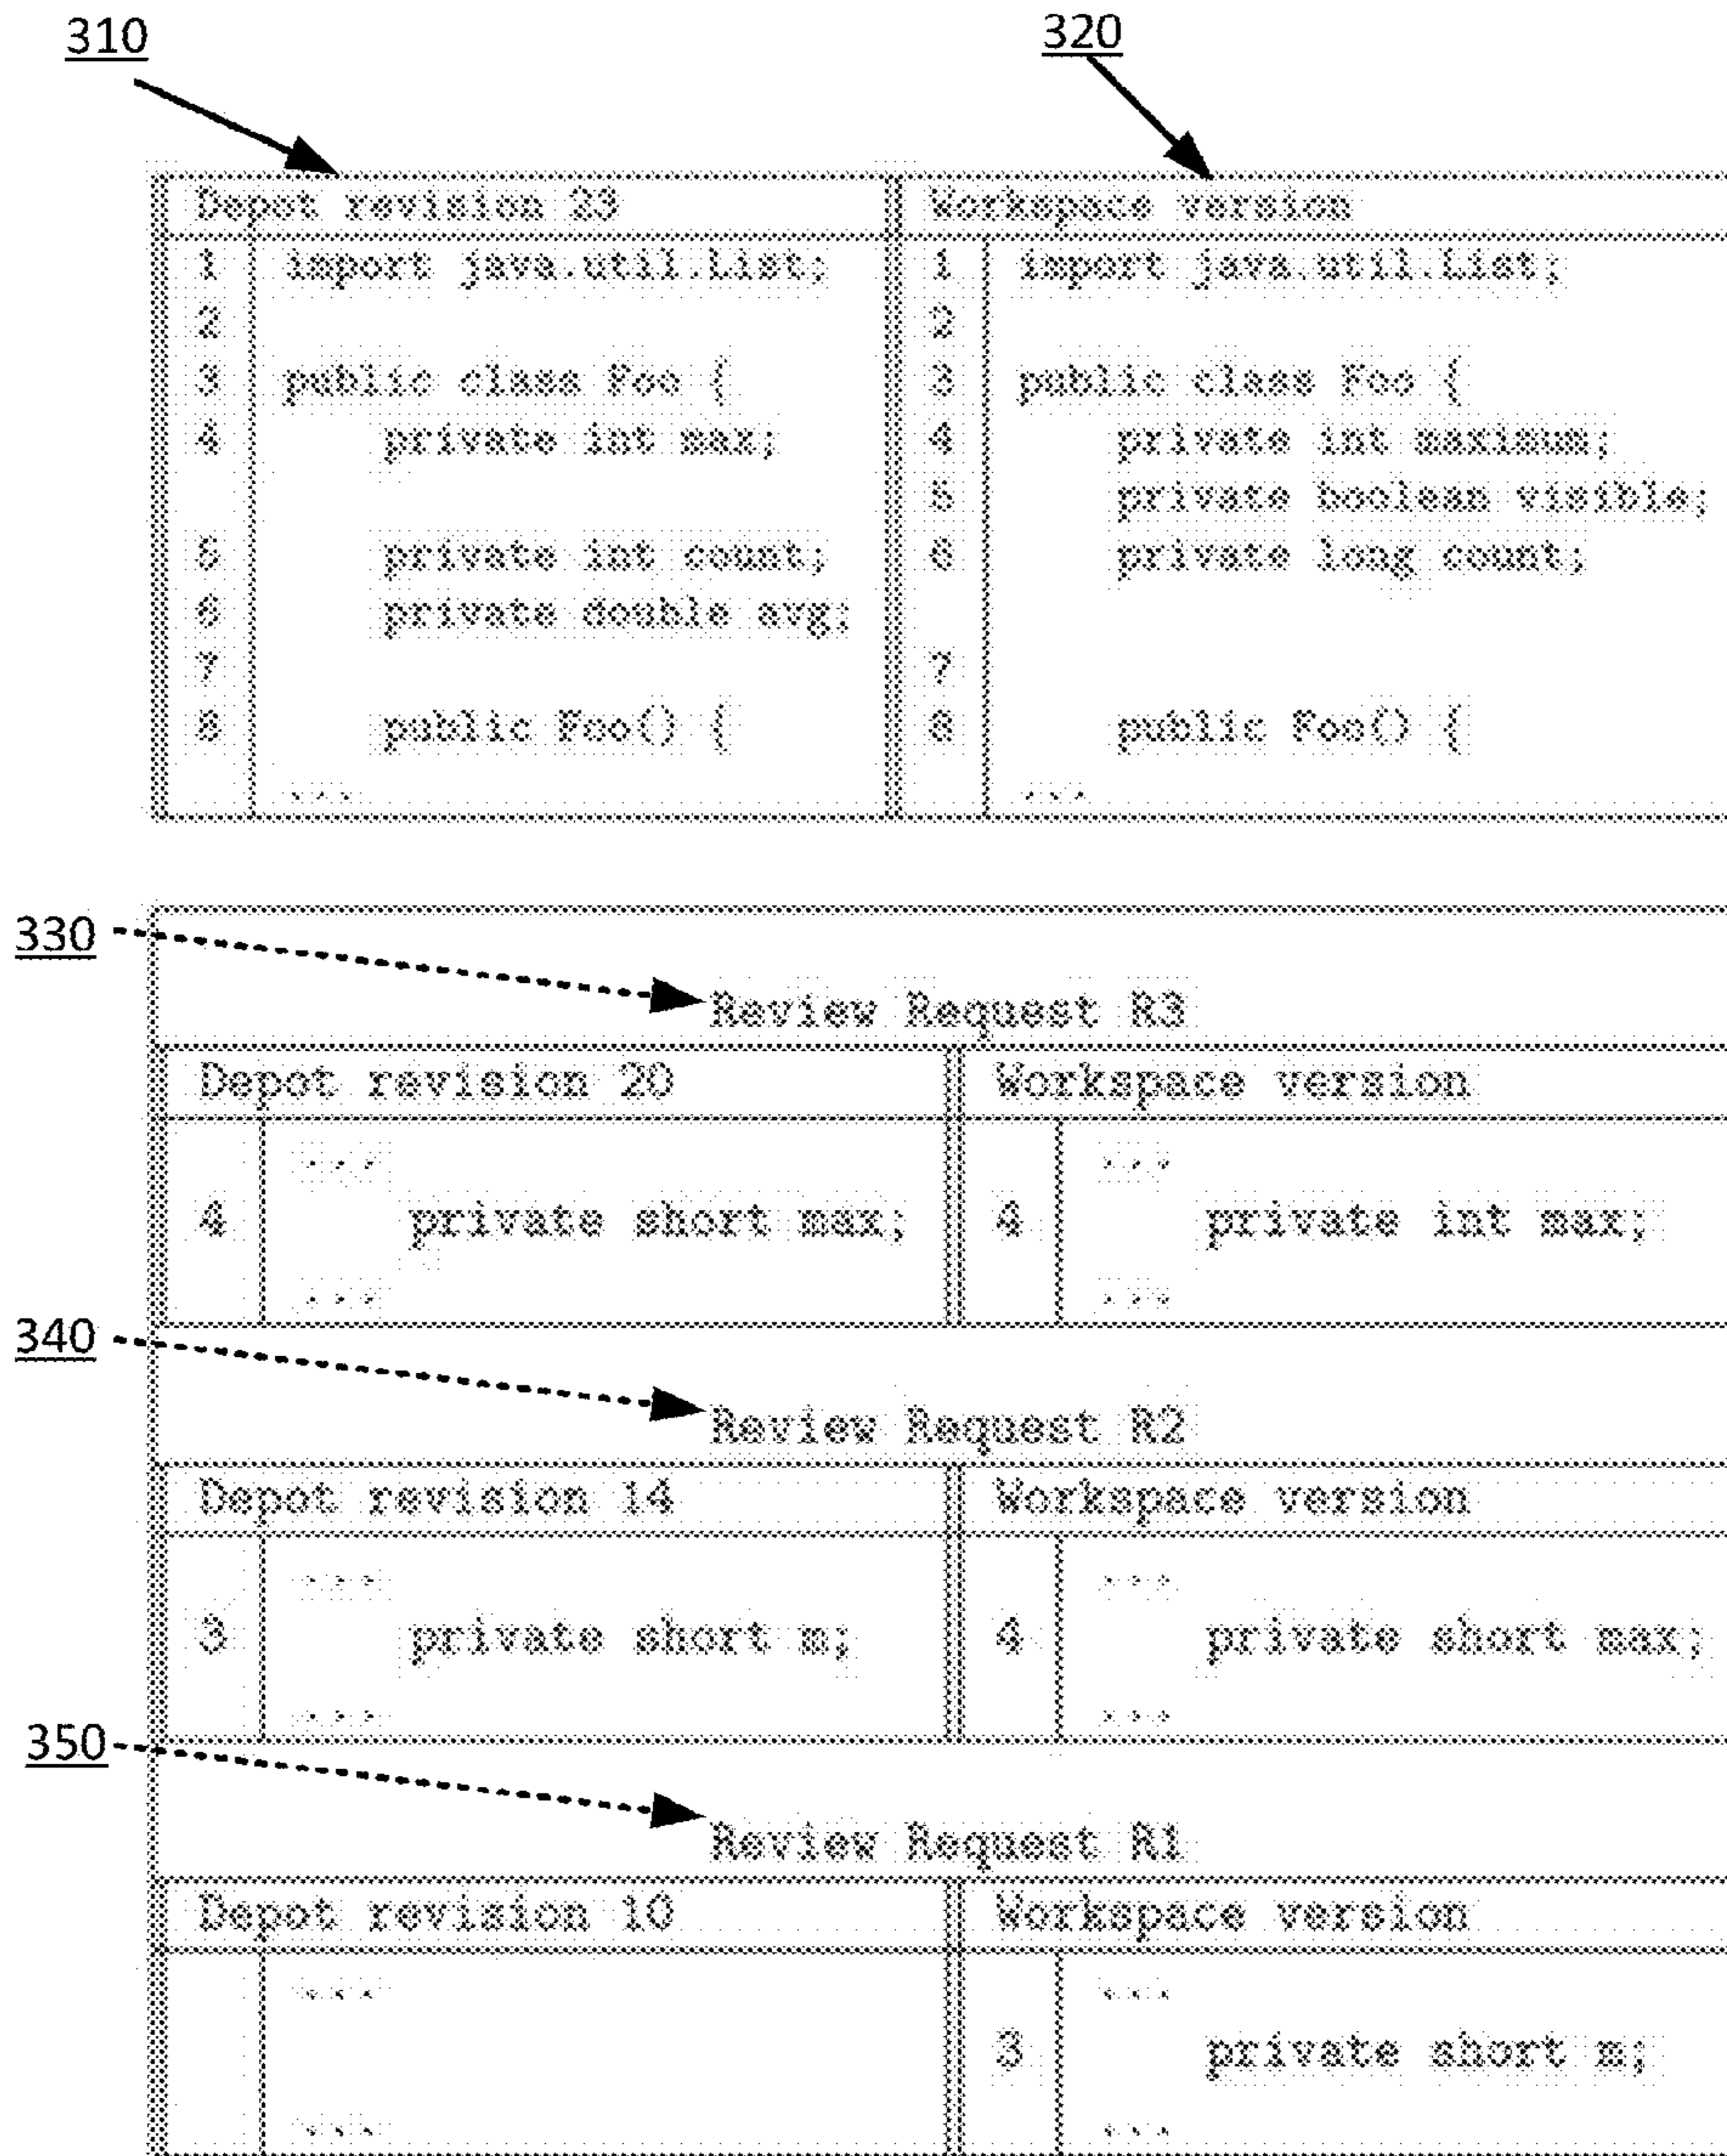 310 320
Depot revision 23 Workspace version
1 import java.util.List; 1 import java.util.List;
2 2
3 public class Foo { 3 public class Foo {
4 private int max; 4 private int maximum;
5 private boolean visible;
5 private int count; 6 private long count;
6 private double avg;
7 7
8 public Foo() { 8 public Foo() {
... ...
330
Review Request R3
Depot revision 20 Workspace version
... ...
4 private short max; 4 private int max;
... ...
340
Review Request R2
Depot revision 14 Workspace version
... ...
3 private short m; 4 private short max;
... ...
350
Review Request R1
Depot revision 10 Workspace version
... ...
3 private short m;
... ...